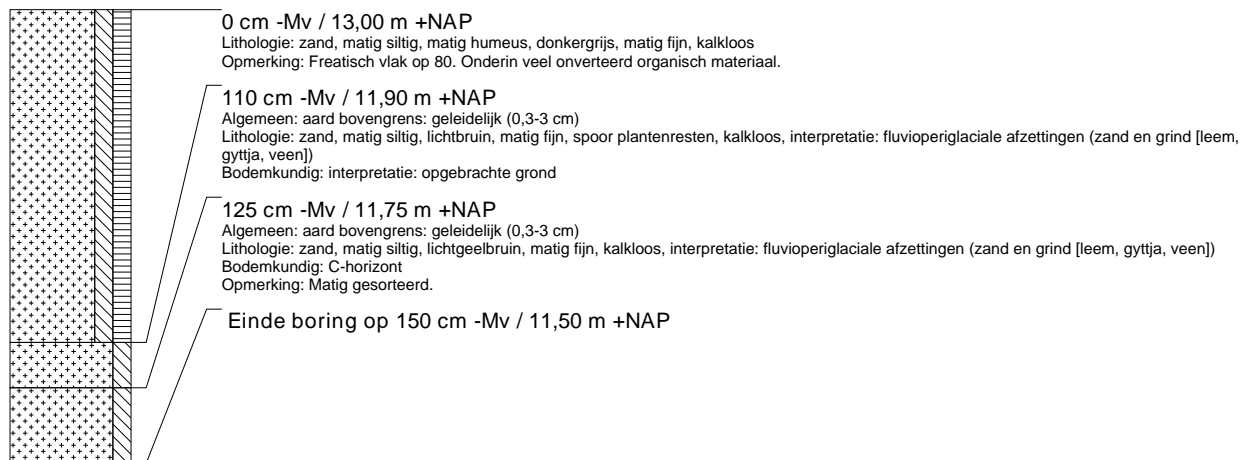 0 cm -Mv / 13,00 m +NAP
Lithologie: zand, matig siltig, matig humeus, donkergrijs, matig fijn, kalkloos
Opmerking: Freatisch vlak op 80. Onderin veel onverteerd organisch materiaal.
110 cm -Mv / 11,90 m +NAP
Algemeen: aard bovengrens: geleidelijk (0,3-3 cm)
Lithologie: zand, matig siltig, lichtbruin, matig fijn, spoor plantenresten, kalkloos, interpretatie: fluvioperiglaciale afzettingen (zand en grind [leem,
gyttja, veen])
Bodemkundig: interpretatie: opgebrachte grond
125 cm -Mv / 11,75 m +NAP
Algemeen: aard bovengrens: geleidelijk (0,3-3 cm)
Lithologie: zand, matig siltig, lichtgeelbruin, matig fijn, kalkloos, interpretatie: fluvioperiglaciale afzettingen (zand en grind [leem, gyttja, veen])
Bodemkundig: C-horizont
Opmerking: Matig gesorteerd.
Einde boring op 150 cm -Mv / 11,50 m +NAP